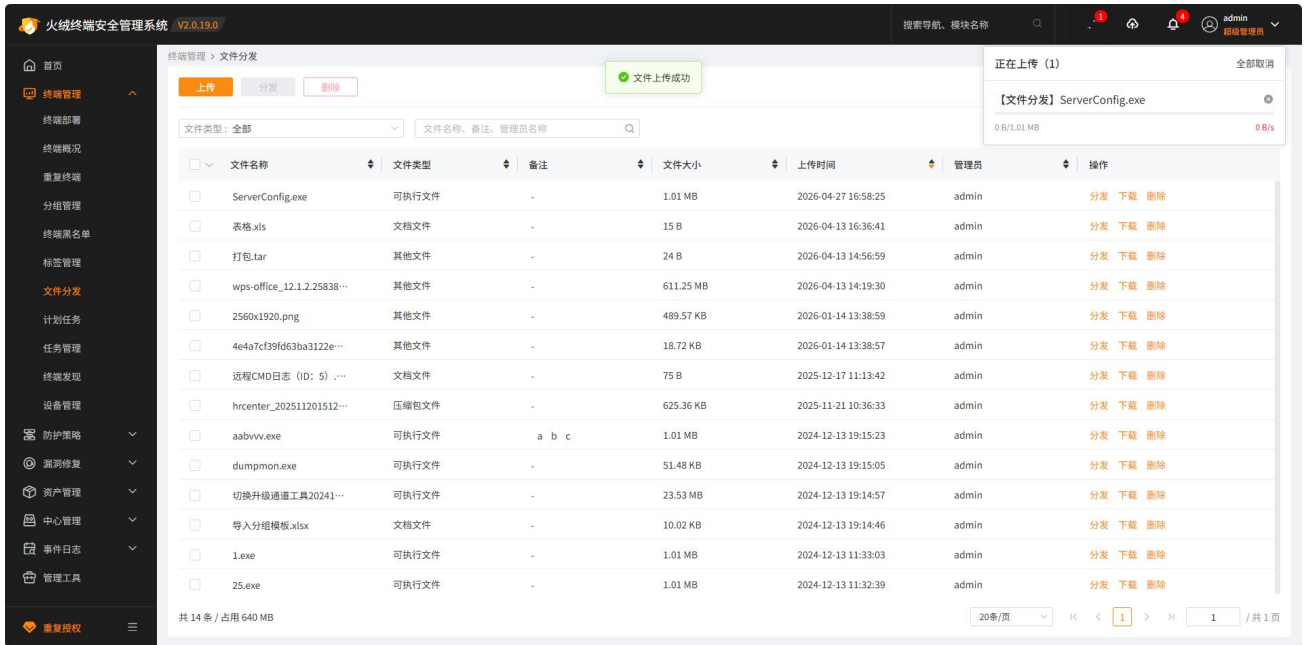 火绒终端安全管理系统 V2.0.19.0 搜索导航、模块名称 1 4 admin
超级管理员
首页
终端管理
终端部署
终端概况
重复终端
分组管理
终端黑名单
标签管理
文件分发
计划任务
任务管理
终端发现
设备管理
防护策略
漏洞修复
资产管理
中心管理
事件日志
管理工具
重复授权
终端管理 > 文件分发
上传 分发 删除
文件上传成功
正在上传（1） 全部取消
【文件分发】ServerConfig.exe
0 B/1.01 MB 0 B/s
文件类型: 全部 文件名称、备注、管理员名称
文件名称 文件类型 备注 文件大小 上传时间 管理员 操作
ServerConfig.exe 可执行文件 - 1.01 MB 2026-04-27 16:58:25 admin 分发 下载 删除
表格.xls 文档文件 - 15 B 2026-04-13 16:36:41 admin 分发 下载 删除
打包.tar 其他文件 - 24 B 2026-04-13 14:56:59 admin 分发 下载 删除
wps-office_12.1.2.25838… 其他文件 - 611.25 MB 2026-04-13 14:19:30 admin 分发 下载 删除
2560x1920.png 其他文件 - 489.57 KB 2026-01-14 13:38:59 admin 分发 下载 删除
4e4a7cf39fd63ba3122e… 其他文件 - 18.72 KB 2026-01-14 13:38:57 admin 分发 下载 删除
远程CMD日志（ID：5）.… 文档文件 - 75 B 2025-12-17 11:13:42 admin 分发 下载 删除
hrcenter_202511201512… 压缩包文件 - 625.36 KB 2025-11-21 10:36:33 admin 分发 下载 删除
aabvvv.exe 可执行文件 a b c 1.01 MB 2024-12-13 19:15:23 admin 分发 下载 删除
dumpmon.exe 可执行文件 - 51.48 KB 2024-12-13 19:15:05 admin 分发 下载 删除
切换升级通道工具20241… 可执行文件 - 23.53 MB 2024-12-13 19:14:57 admin 分发 下载 删除
导入分组模板.xlsx 文档文件 - 10.02 KB 2024-12-13 19:14:46 admin 分发 下载 删除
1.exe 可执行文件 - 1.01 MB 2024-12-13 11:33:03 admin 分发 下载 删除
25.exe 可执行文件 - 1.01 MB 2024-12-13 11:32:39 admin 分发 下载 删除
共 14 条 / 占用 640 MB 20条/页 1 1 / 共 1 页